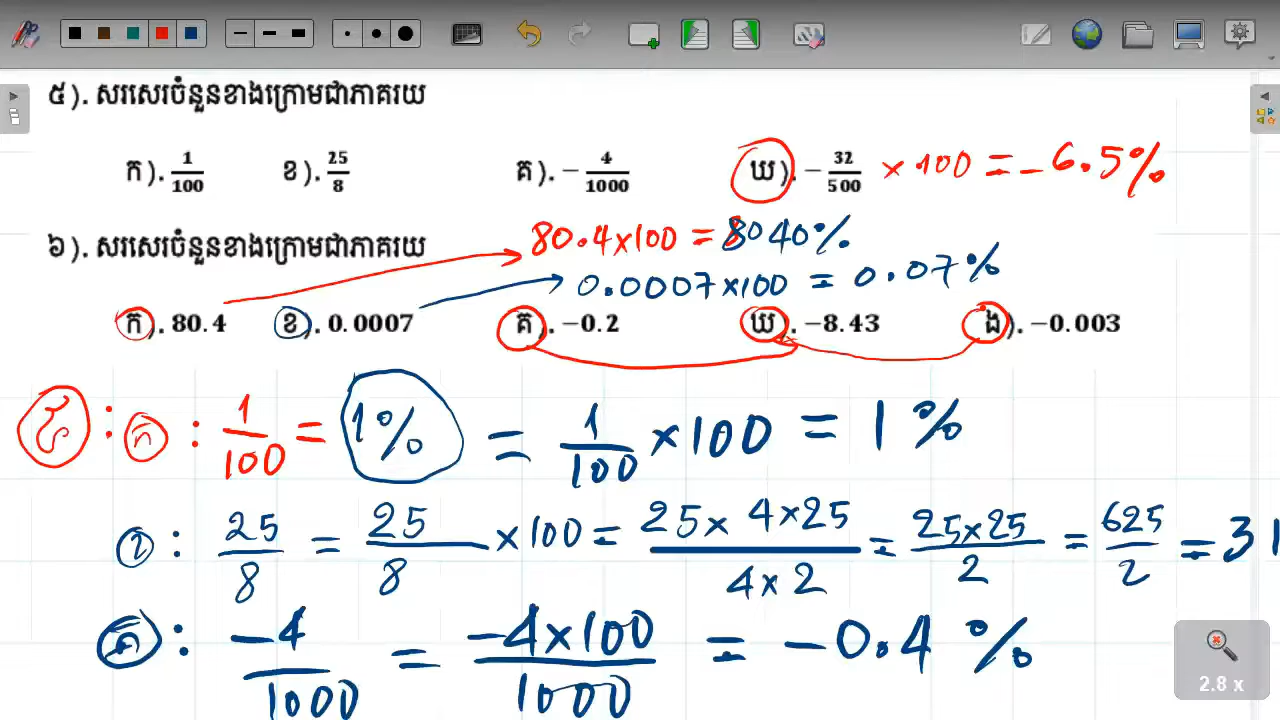 ៥). សរសេរចំនួនខាងក្រោមជាភាគរយ
ក). 1/100 ខ). 25/8 គ). −4/1000 ឃ). −32/500 × 100 = −6.5%
80.4×100 = 8040%
៦). សរសេរចំនួនខាងក្រោមជាភាគរយ
0.0007×100 = 0.07%
ក). 80.4 ខ). 0.0007 គ). −0.2 ឃ). −8.43 ង). −0.003
ក : 1/100 = 1% = 1/100 × 100 = 1%
ខ : 25/8 = 25/8 × 100 = 25× 4×25/4×2 = 25×25/2 = 625/2 = 31
គ : −4/1000 = −4×100/1000 = −0.4 %
2.8 x